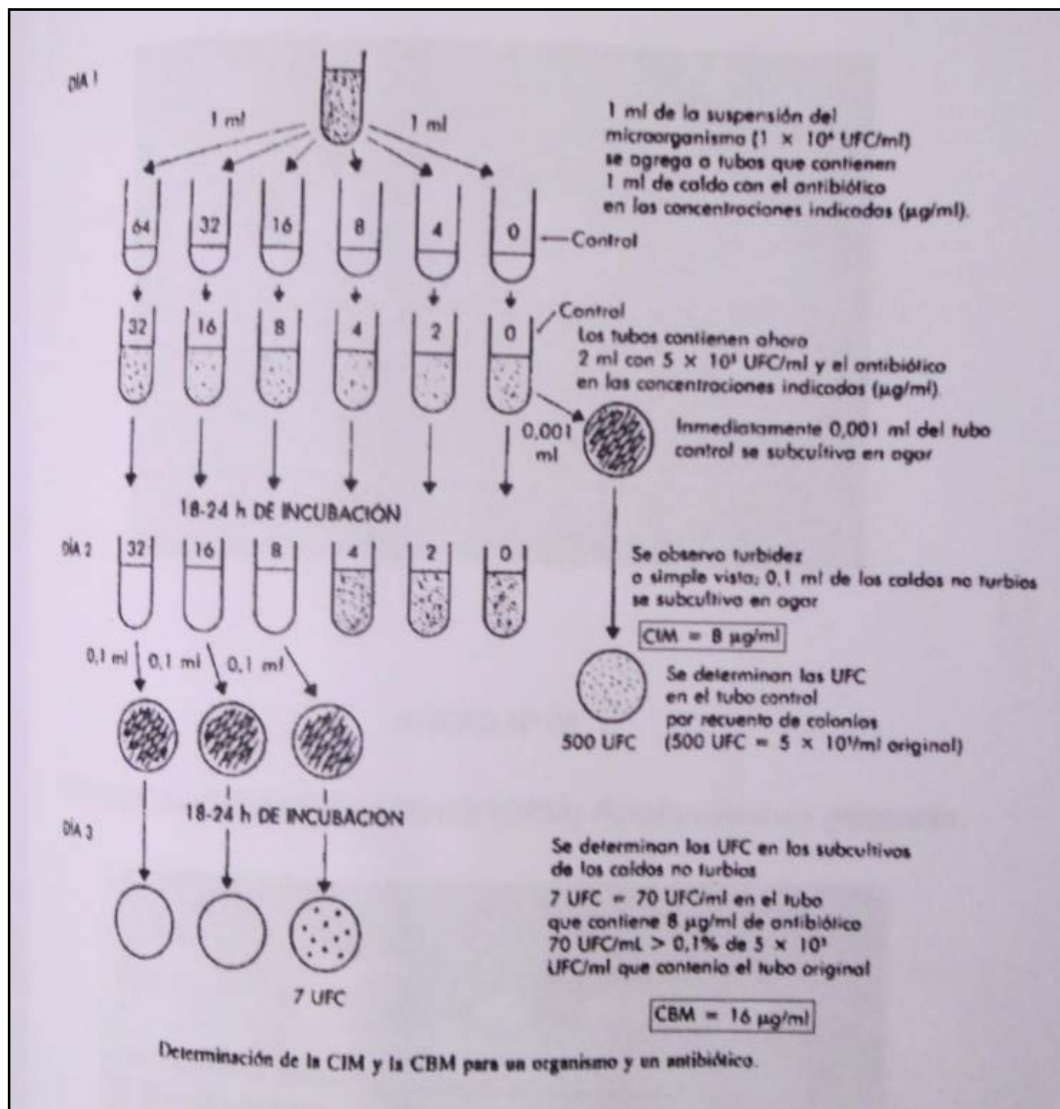 DÍA 1
1 ml
1 ml
1 ml de la suspensión del
microorganismo (1 × 10⁶ UFC/ml)
se agrega a tubos que contienen
1 ml de caldo con el antibiótico
en las concentraciones indicadas (µg/ml).
64 32 16 8 4 0
Control
32 16 8 4 2 0
Control
Los tubos contienen ahora
2 ml con 5 × 10⁵ UFC/ml y el antibiótico
en las concentraciones indicadas (µg/ml).
0,001
ml
Inmediatamente 0,001 ml del tubo
control se subcultiva en agar
18-24 h DE INCUBACIÓN
DÍA 2
32 16 8 4 2 0
Se observa turbidez
a simple vista; 0,1 ml de los caldos no turbios
se subcultiva en agar
CIM = 8 µg/ml
0,1 ml 0,1 ml 0,1 ml
Se determinan las UFC
en el tubo control
por recuento de colonias
(500 UFC = 5 × 10⁵/ml original)
500 UFC
18-24 h DE INCUBACIÓN
DÍA 3
Se determinan las UFC en los subcultivos
de los caldos no turbios
7 UFC = 70 UFC/ml en el tubo
que contiene 8 µg/ml de antibiótico
70 UFC/mL > 0,1% de 5 × 10⁵
UFC/ml que contenía el tubo original
7 UFC
CBM = 16 µg/ml
Determinación de la CIM y la CBM para un organismo y un antibiótico.